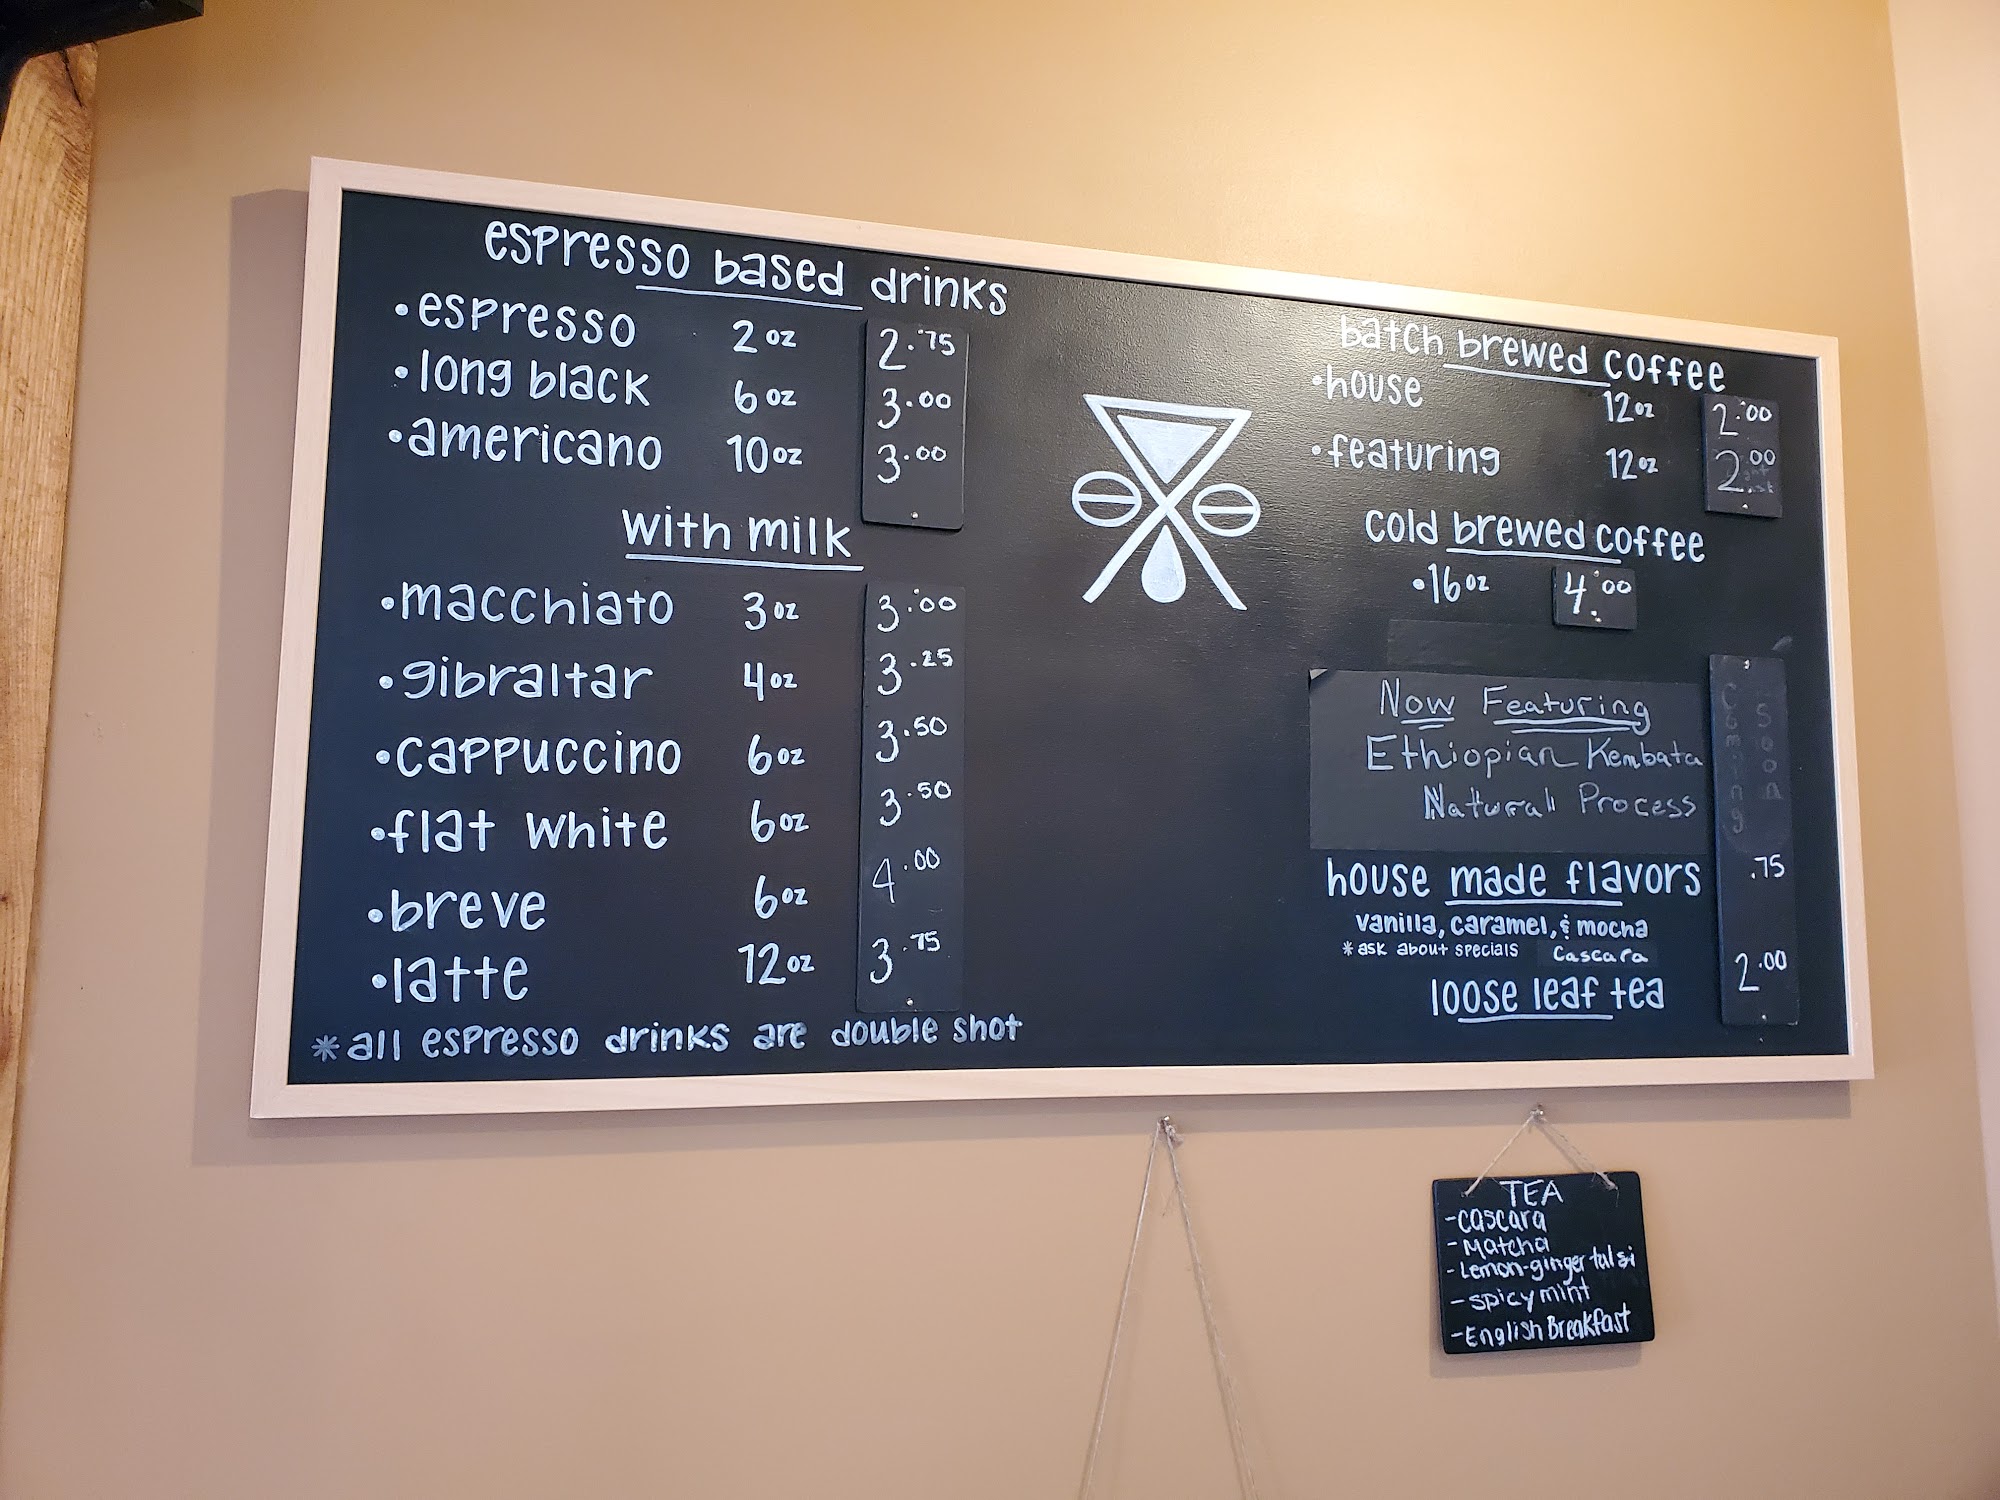 espresso based drinks
•espresso 2oz 2.75
•long black 6oz 3.00
•americano 10oz 3.00
with milk
•macchiato 3oz 3.00
•gibraltar 4oz 3.25
•cappuccino 6oz 3.50
•flat white 6oz 3.50
•breve 6oz 4.00
•latte 12oz 3.75
*all espresso drinks are double shot
batch brewed coffee
•house 12oz 2.00
•featuring 12oz 2.00
cold brewed coffee
•16oz 4.00
Now Featuring
Ethiopian Kembata
Natural Process
Coming Soon
house made flavors .75
vanilla, caramel, & mocha
*ask about specials Cascara
loose leaf tea 2.00
TEA
-cascara
-Matcha
-Lemon-ginger tulsi
-spicy mint
-English Breakfast